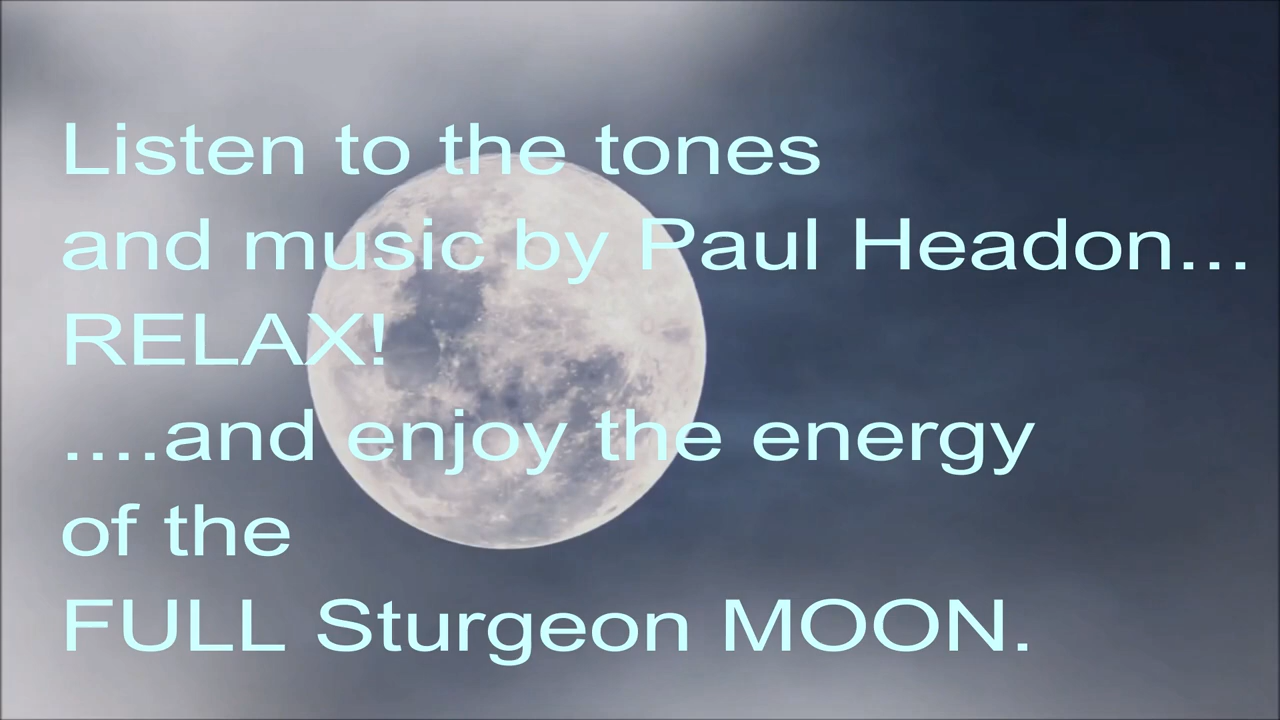 Listen to the tones
and music by Paul Headon...
RELAX!
....and enjoy the energy
of the
FULL Sturgeon MOON.